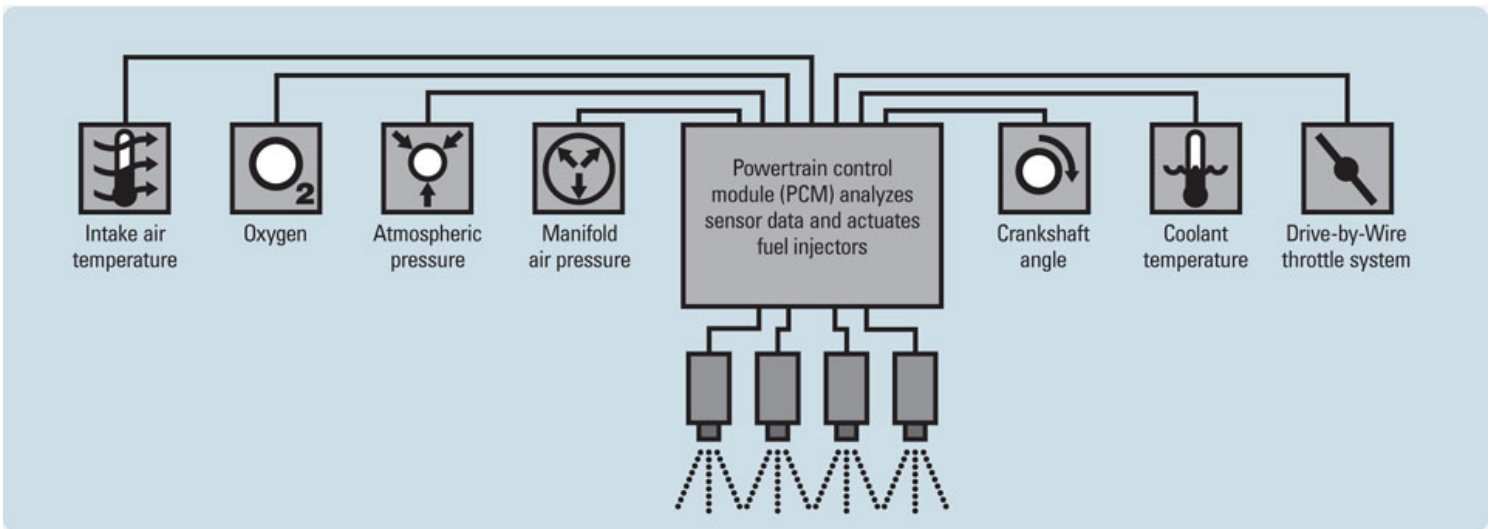 Powertrain control
module (PCM) analyzes
sensor data and actuates
fuel injectors
2
Intake air
temperature
Oxygen
Atmospheric
pressure
Manifold
air pressure
Crankshaft
angle
Coolant
temperature
Drive-by-Wire
throttle system